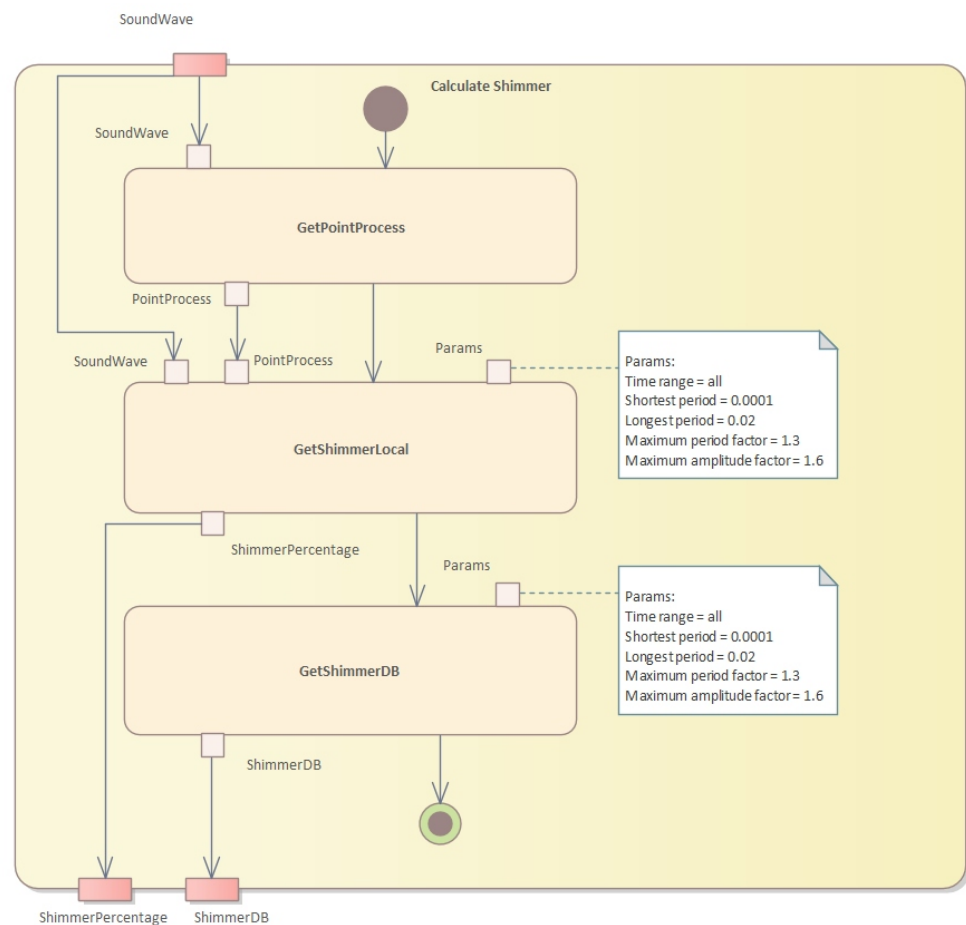 SoundWave
Calculate Shimmer
SoundWave
GetPointProcess
PointProcess
SoundWave
PointProcess
Params
Params:
Time range = all
Shortest period = 0.0001
Longest period = 0.02
Maximum period factor = 1.3
Maximum amplitude factor = 1.6
GetShimmerLocal
ShimmerPercentage
Params
Params:
Time range = all
Shortest period = 0.0001
Longest period = 0.02
Maximum period factor = 1.3
Maximum amplitude factor = 1.6
GetShimmerDB
ShimmerDB
ShimmerPercentage
ShimmerDB